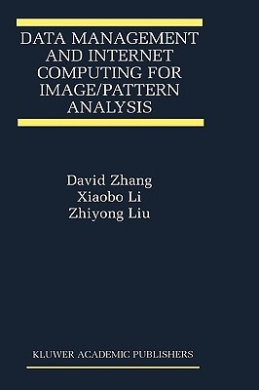 DATA MANAGEMENT
AND INTERNET
COMPUTING FOR
IMAGE/PATTERN
ANALYSIS
David Zhang
Xiaobo Li
Zhiyong Liu
KLUWER ACADEMIC PUBLISHERS